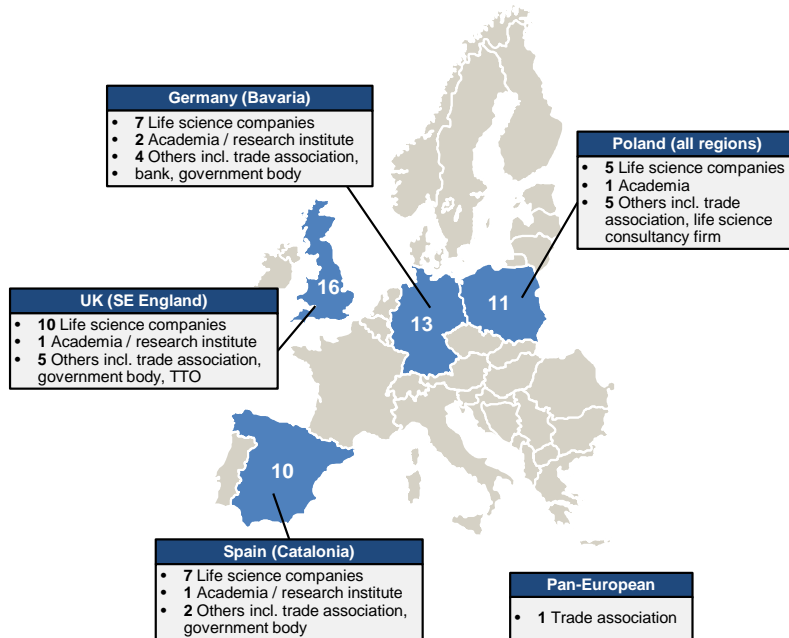 Germany (Bavaria)
• 7 Life science companies
• 2 Academia / research institute
• 4 Others incl. trade association,
• bank, government body
Poland (all regions)
• 5 Life science companies
• 1 Academia
• 5 Others incl. trade
association, life science
consultancy firm
16
UK (SE England)
• 10 Life science companies
• 1 Academia / research institute
• 5 Others incl. trade association,
government body, TTO
13
11
10
Spain (Catalonia)
• 7 Life science companies
• 1 Academia / research institute
• 2 Others incl. trade association,
government body
Pan-European
• 1 Trade association